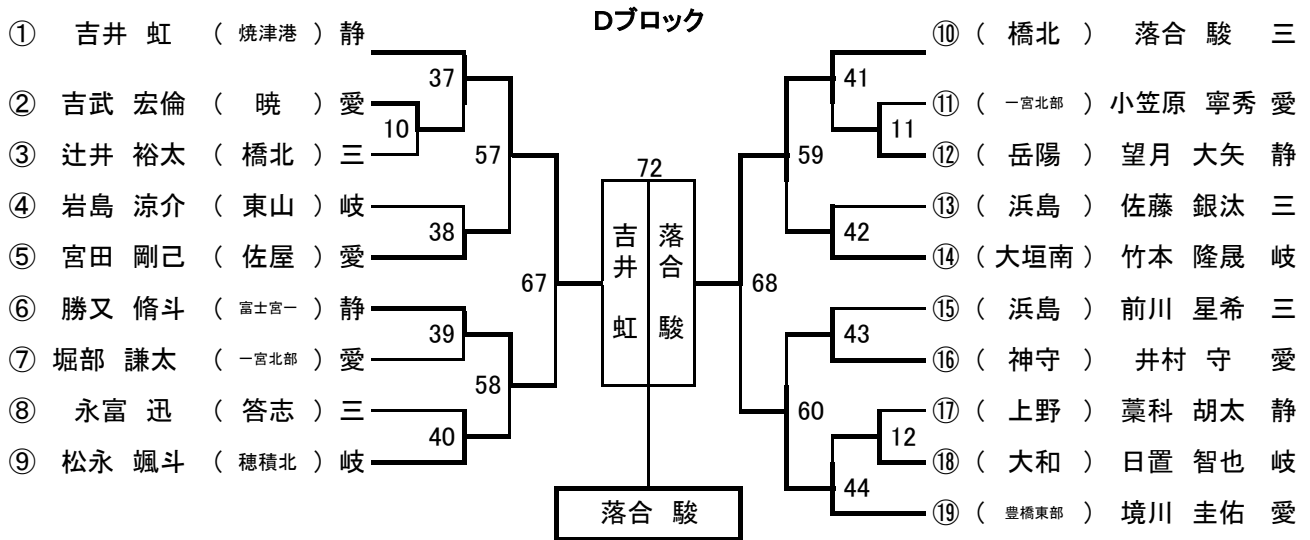 Dブロック
① 吉井 虹 ( 焼津港 ) 静
② 吉武 宏倫 ( 暁 ) 愛
③ 辻井 裕太 ( 橋北 ) 三
④ 岩島 涼介 ( 東山 ) 岐
⑤ 宮田 剛己 ( 佐屋 ) 愛
⑥ 勝又 脩斗 ( 富士宮一 ) 静
⑦ 堀部 謙太 ( 一宮北部 ) 愛
⑧ 永富 迅 ( 答志 ) 三
⑨ 松永 颯斗 ( 穂積北 ) 岐
37
10
57
38
67
39
58
40
72
吉井 虹
落合 駿
落合 駿
41
11
59
42
68
43
60
12
44
⑩ ( 橋北 ) 落合 駿 三
⑪ ( 一宮北部 ) 小笠原 寧秀 愛
⑫ ( 岳陽 ) 望月 大矢 静
⑬ ( 浜島 ) 佐藤 銀汰 三
⑭ ( 大垣南 ) 竹本 隆晟 岐
⑮ ( 浜島 ) 前川 星希 三
⑯ ( 神守 ) 井村 守 愛
⑰ ( 上野 ) 藁科 胡太 静
⑱ ( 大和 ) 日置 智也 岐
⑲ ( 豊橋東部 ) 境川 圭佑 愛